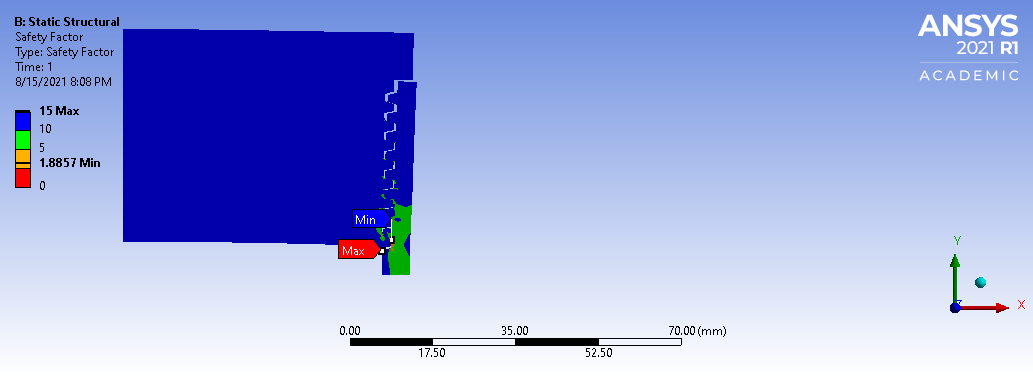 B: Static Structural
Safety Factor
Type: Safety Factor
Time: 1
8/15/2021 8:08 PM
15 Max
10
5
1.8857 Min
0
ANSYS
2021 R1
ACADEMIC
Min
Max
Y
X
Z
0.00 35.00 70.00 (mm)
17.50 52.50